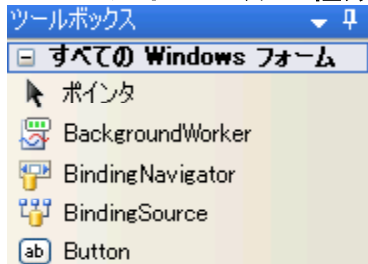 ツールボックス
すべての Windows フォーム
ポインタ
BackgroundWorker
BindingNavigator
BindingSource
ab Button